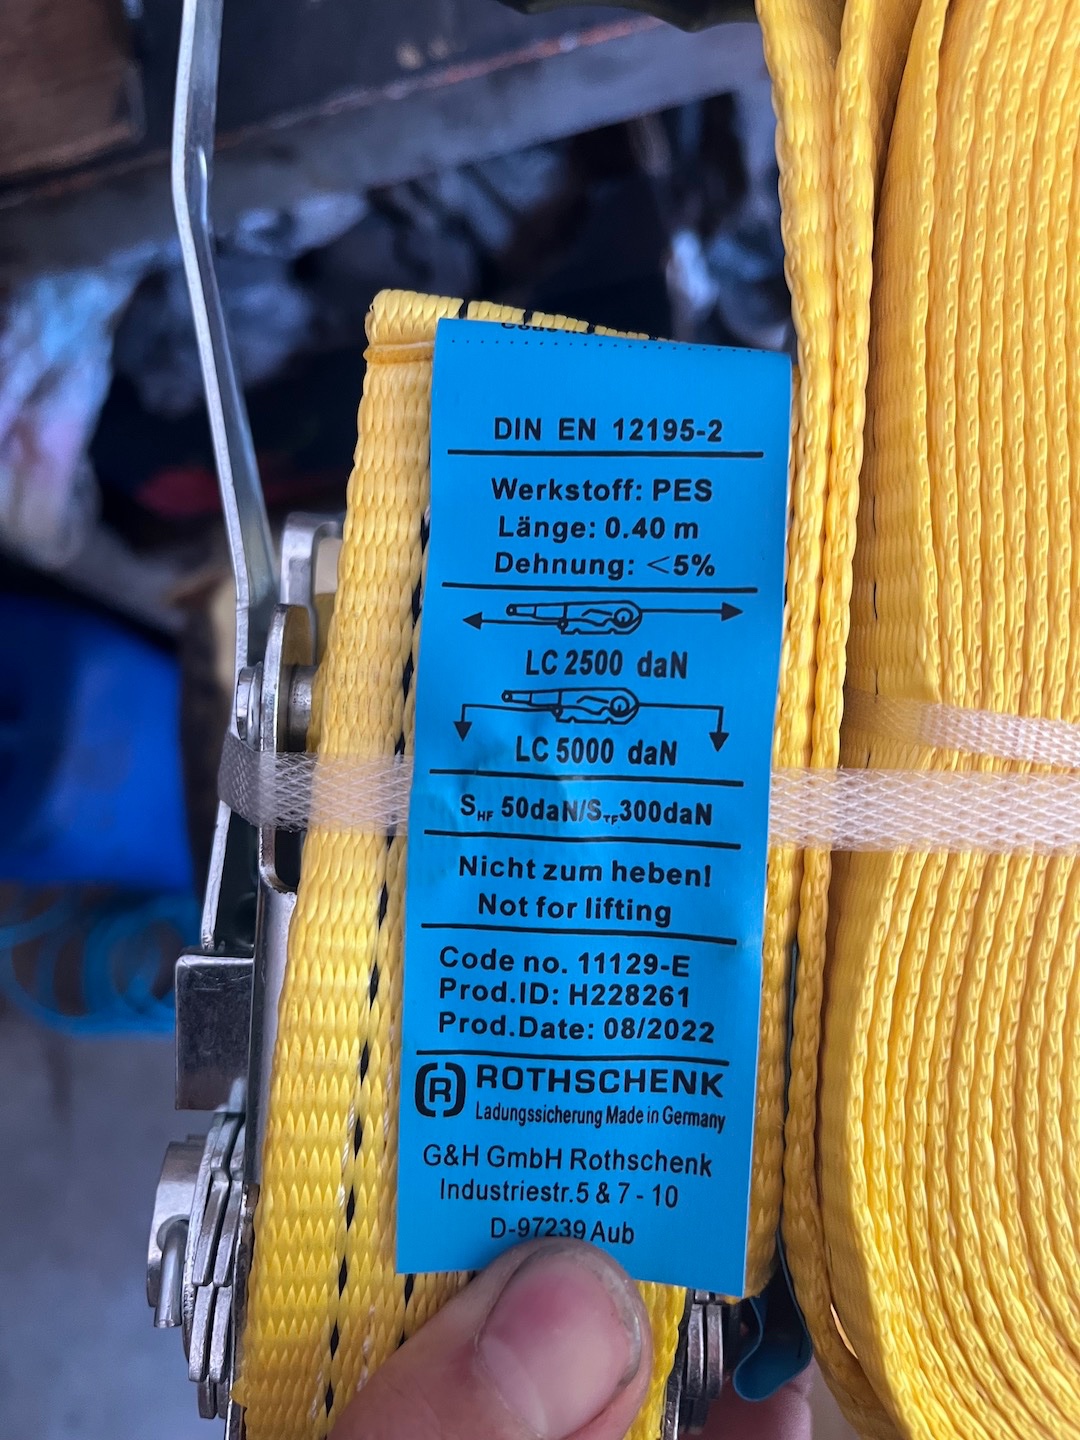 DIN EN 12195-2
Werkstoff: PES
Länge: 0.40 m
Dehnung: <5%
LC 2500 daN
LC 5000 daN
SHF 50daN/STF300daN
Nicht zum heben!
Not for lifting
Code no. 11129-E
Prod.ID: H228261
Prod.Date: 08/2022
R ROTHSCHENK
Ladungssicherung Made in Germany
G&H GmbH Rothschenk
Industriestr.5 & 7 - 10
D-97239 Aub